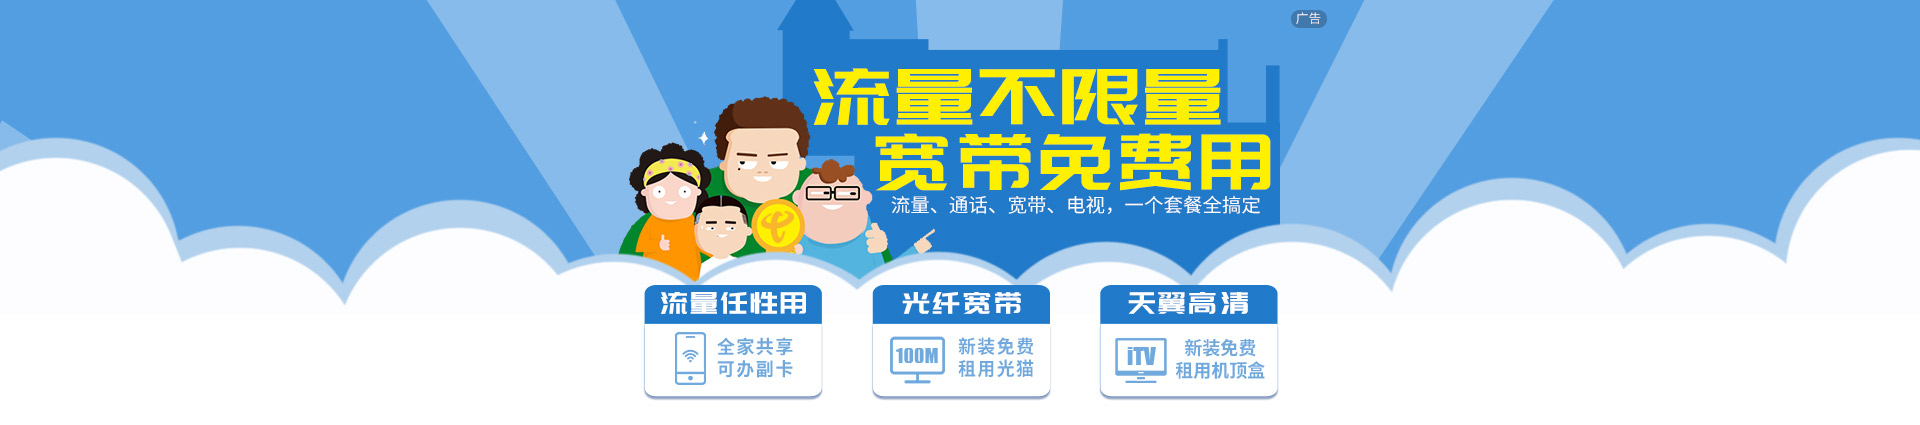 广告
流量不限量
宽带免费用
流量、通话、宽带、电视，一个套餐全搞定
流量任性用
全家共享
可办副卡
光纤宽带
100M
新装免费
租用光猫
天翼高清
iTV
新装免费
租用机顶盒